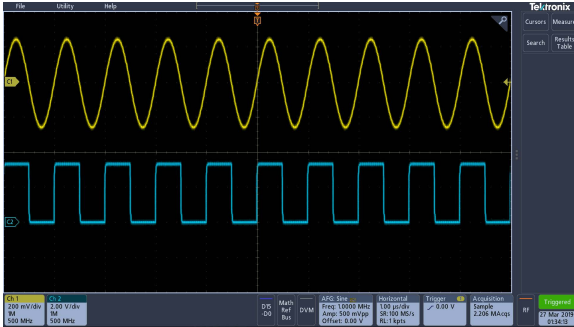 File Utility Help
Tektronix
Cursors Measure
Search Results Table
C1
C2
Ch 1
200 mV/div
1M
500 MHz
Ch 2
2.00 V/div
1M
500 MHz
D15
-D0
Math
Ref
Bus
DVM
AFG: Sine
Freq: 1.0000 MHz
Amp: 500 mVpp
Offset: 0.00 V
Horizontal
1.00 µs/div
SR: 100 MS/s
RL: 1 kpts
Trigger 1
0.00 V
Acquisition
Sample
2.206 MAcqs
RF
Triggered
27 Mar 2019